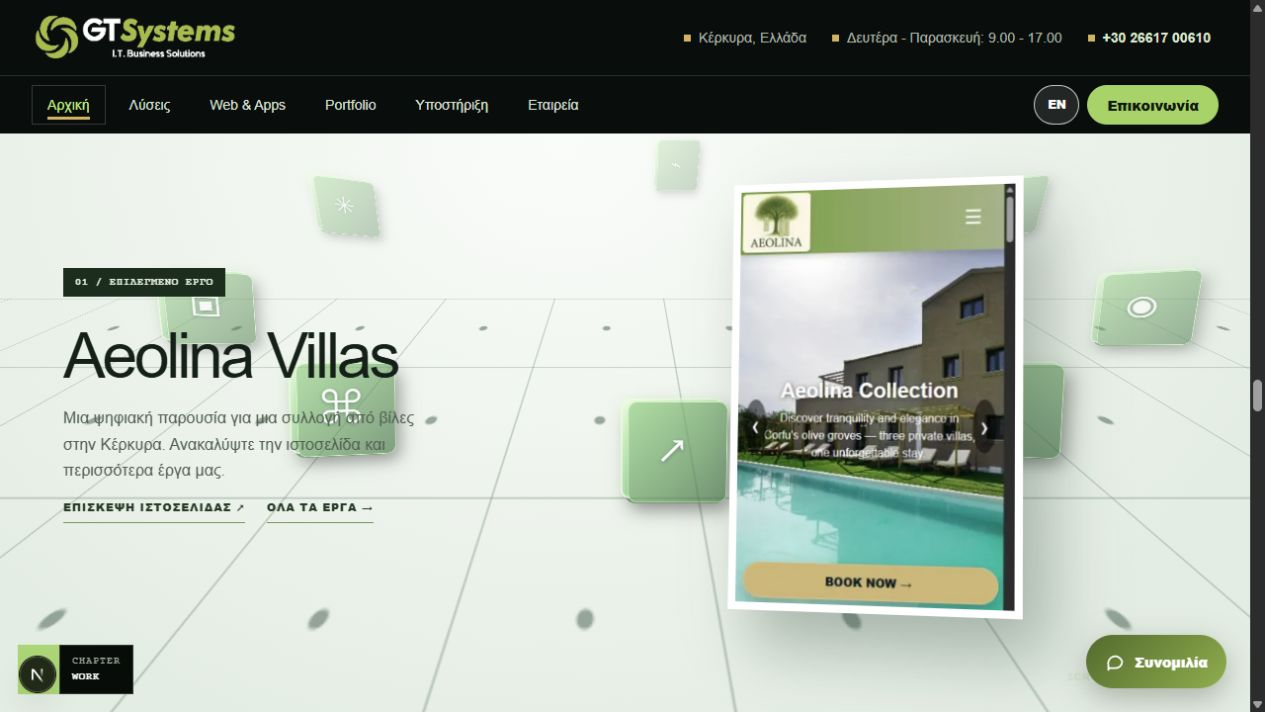 GTSystems
I.T. Business Solutions
Κέρκυρα, Ελλάδα
Δευτέρα - Παρασκευή: 9.00 - 17.00
+30 26617 00610
Αρχική
Λύσεις
Web & Apps
Portfolio
Υποστήριξη
Εταιρεία
EN
Επικοινωνία
01 / ΕΠΙΛΕΓΜΕΝΟ ΕΡΓΟ
Aeolina Villas
Μια ψηφιακή παρουσία για μια συλλογή από βίλες
στην Κέρκυρα. Ανακαλύψτε την ιστοσελίδα και
περισσότερα έργα μας.
ΕΠΙΣΚΕΨΗ ΙΣΤΟΣΕΛΙΔΑΣ ↗
ΟΛΑ ΤΑ ΕΡΓΑ →
AEOLINA
Aeolina Collection
Discover tranquility and elegance in
Corfu's olive groves — three private villas,
one unforgettable stay
BOOK NOW →
N
CHAPTER
WORK
Συνομιλία